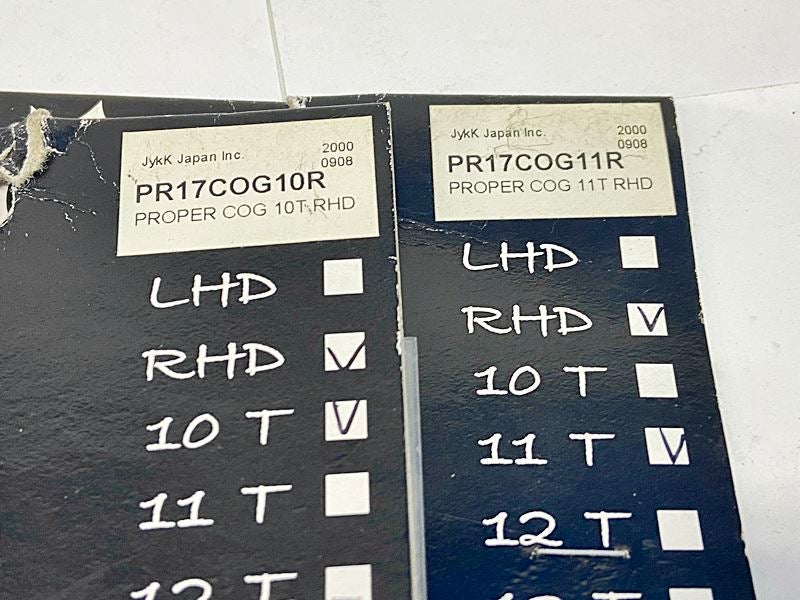 JykK Japan Inc. 2000
0908
PR17COG10R
PROPER COG 10T RHD
LHD
RHD V
10 T V
11 T
12 T
JykK Japan Inc. 2000
0908
PR17COG11R
PROPER COG 11T RHD
LHD
RHD V
10 T
11 T V
12 T